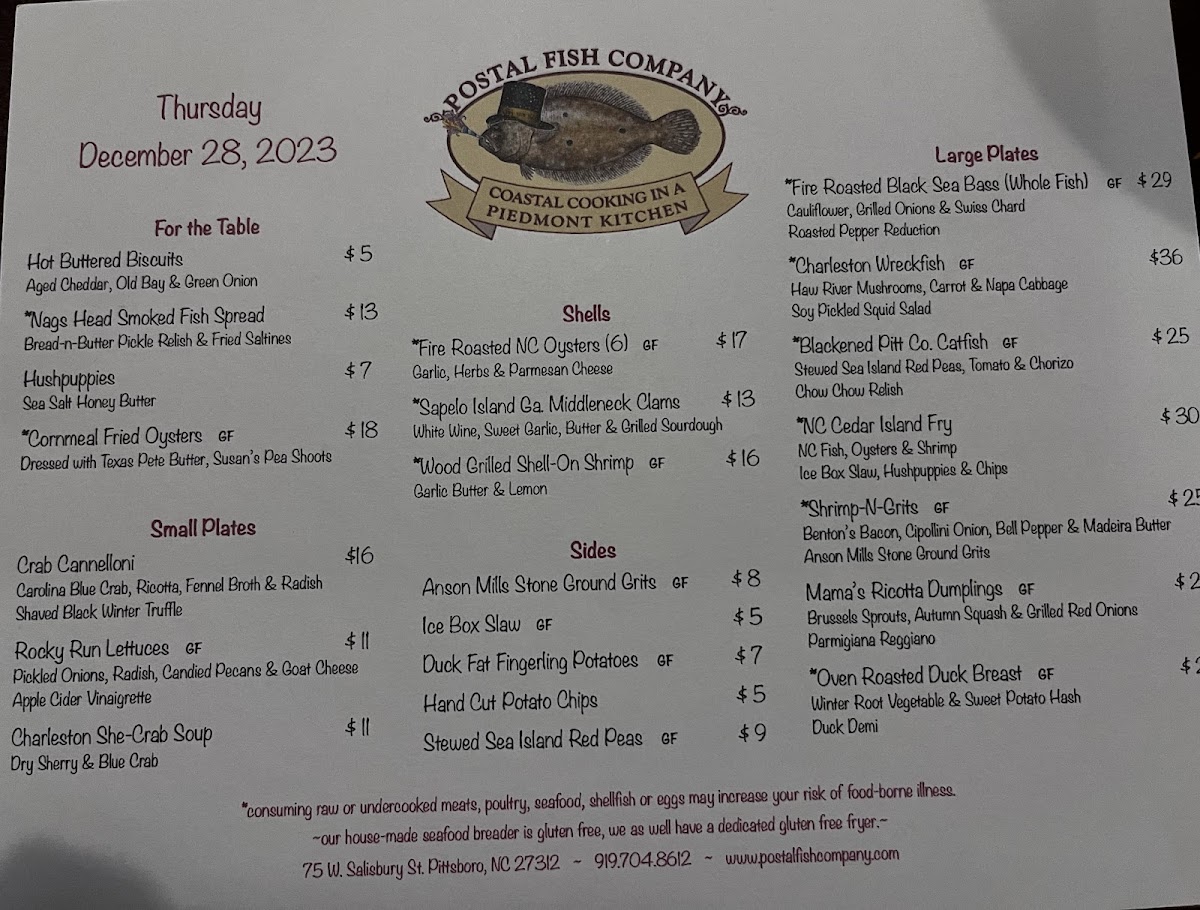 Thursday
December 28, 2023
POSTAL FISH COMPANY
COASTAL COOKING IN A
PIEDMONT KITCHEN
For the Table
Hot Buttered Biscuits $5
Aged Cheddar, Old Bay & Green Onion
*Nags Head Smoked Fish Spread $13
Bread-n-Butter Pickle Relish & Fried Saltines
Hushpuppies $7
Sea Salt Honey Butter
*Cornmeal Fried Oysters GF $18
Dressed with Texas Pete Butter, Susan's Pea Shoots
Small Plates
Crab Cannelloni $16
Carolina Blue Crab, Ricotta, Fennel Broth & Radish
Shaved Black Winter Truffle
Rocky Run Lettuces GF $11
Pickled Onions, Radish, Candied Pecans & Goat Cheese
Apple Cider Vinaigrette
Charleston She-Crab Soup $11
Dry Sherry & Blue Crab
Shells
*Fire Roasted NC Oysters (6) GF $17
Garlic, Herbs & Parmesan Cheese
*Sapelo Island Ga. Middleneck Clams $13
White Wine, Sweet Garlic, Butter & Grilled Sourdough
*Wood Grilled Shell-On Shrimp GF $16
Garlic Butter & Lemon
Sides
Anson Mills Stone Ground Grits GF $8
Ice Box Slaw GF $5
Duck Fat Fingerling Potatoes GF $7
Hand Cut Potato Chips $5
Stewed Sea Island Red Peas GF $9
Large Plates
*Fire Roasted Black Sea Bass (Whole Fish) GF $29
Cauliflower, Grilled Onions & Swiss Chard
Roasted Pepper Reduction
*Charleston Wreckfish GF $36
Haw River Mushrooms, Carrot & Napa Cabbage
Soy Pickled Squid Salad
*Blackened Pitt Co. Catfish GF $25
Stewed Sea Island Red Peas, Tomato & Chorizo
Chow Chow Relish
*NC Cedar Island Fry $30
NC Fish, Oysters & Shrimp
Ice Box Slaw, Hushpuppies & Chips
*Shrimp-N-Grits GF $25
Benton's Bacon, Cipollini Onion, Bell Pepper & Madeira Butter
Anson Mills Stone Ground Grits
Mama's Ricotta Dumplings GF $2
Brussels Sprouts, Autumn Squash & Grilled Red Onions
Parmigiana Reggiano
*Oven Roasted Duck Breast GF $
Winter Root Vegetable & Sweet Potato Hash
Duck Demi
*consuming raw or undercooked meats, poultry, seafood, shellfish or eggs may increase your risk of food-borne illness.
~our house-made seafood breader is gluten free, we as well have a dedicated gluten free fryer.~
75 W. Salisbury St. Pittsboro, NC 27312 ~ 919.704.8612 ~ www.postalfishcompany.com